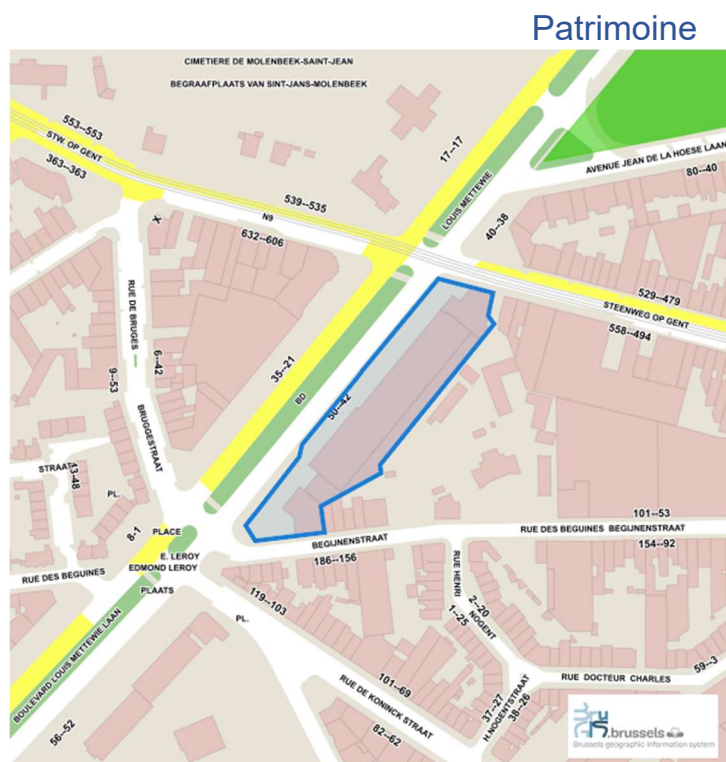 Patrimoine
CIMETIERE DE MOLENBEEK-SAINT-JEAN
BEGRAAFPLAATS VAN SINT-JANS-MOLENBEEK
553--553
STW. OP GENT
363--363
17--17
AVENUE JEAN DE LA HOESE LAAN
80--40
539--535
N9
632--606
LOUIS METTEWIE
40--38
529--479
STEENWEG OP GENT
558--494
RUE DE BRUGES
6--42
9--53
35--21
BD
50--42
BRUGGESTRAAT
STRAAT
13-48
PL.
8-1
PLACE
E. LEROY
EDMOND LEROY
PLAATS
RUE DES BEGUINES
BEGIJNENSTRAAT
186--156
101--53
RUE DES BEGUINES BEGIJNENSTRAAT
154--92
RUE HENRI
NOGENT
2--20
1--25
119--103
PL.
BOULEVARD LOUIS METTEWIE LAAN
56--52
101--69
RUE DE KONINCK STRAAT
82--62
37--27
H.NOGENTSTRAAT
38--26
RUE DOCTEUR CHARLES
59--3
.brussels
Brussels geographic information system